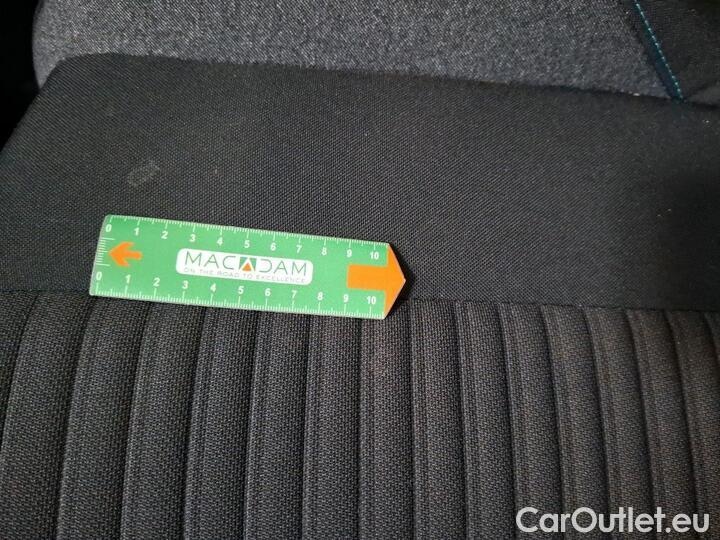 0 1 2 3 4 5 6 7 8 9 10
MACADAM
ON THE ROAD TO EXCELLENCE
0 1 2 3 4 5 6 7 8 9 10
CarOutlet.eu